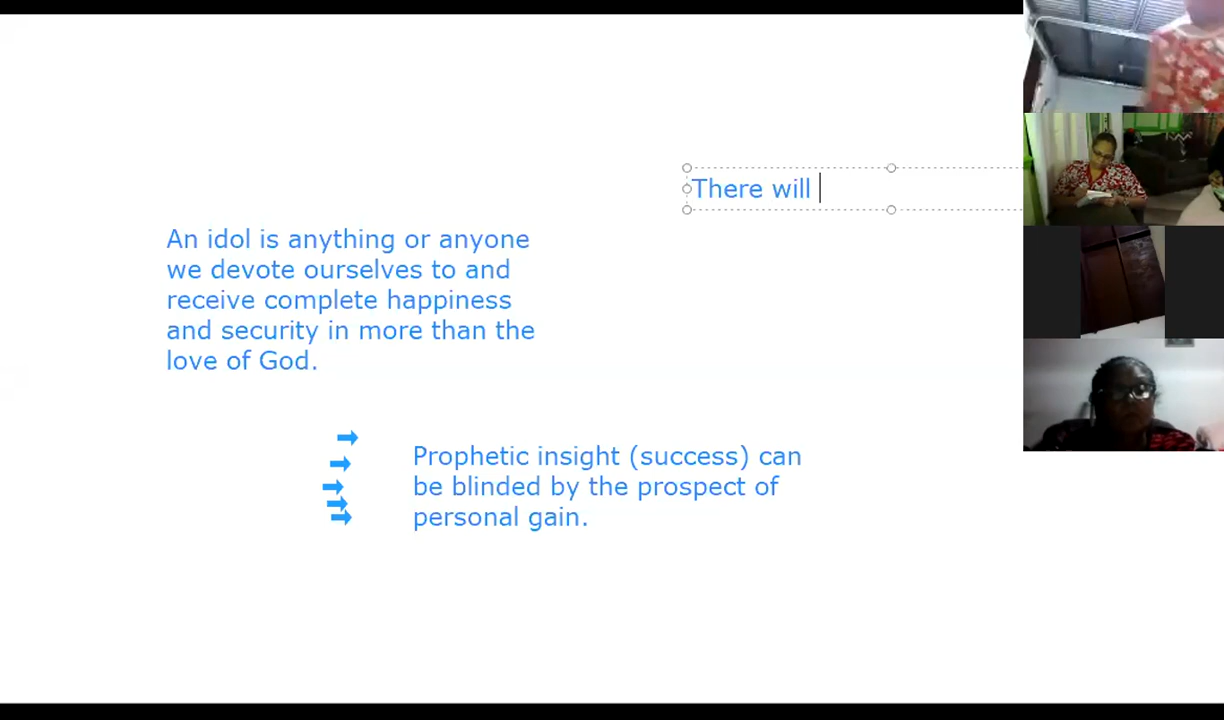 There will
An idol is anything or anyone
we devote ourselves to and
receive complete happiness
and security in more than the
love of God.
Prophetic insight (success) can
be blinded by the prospect of
personal gain.